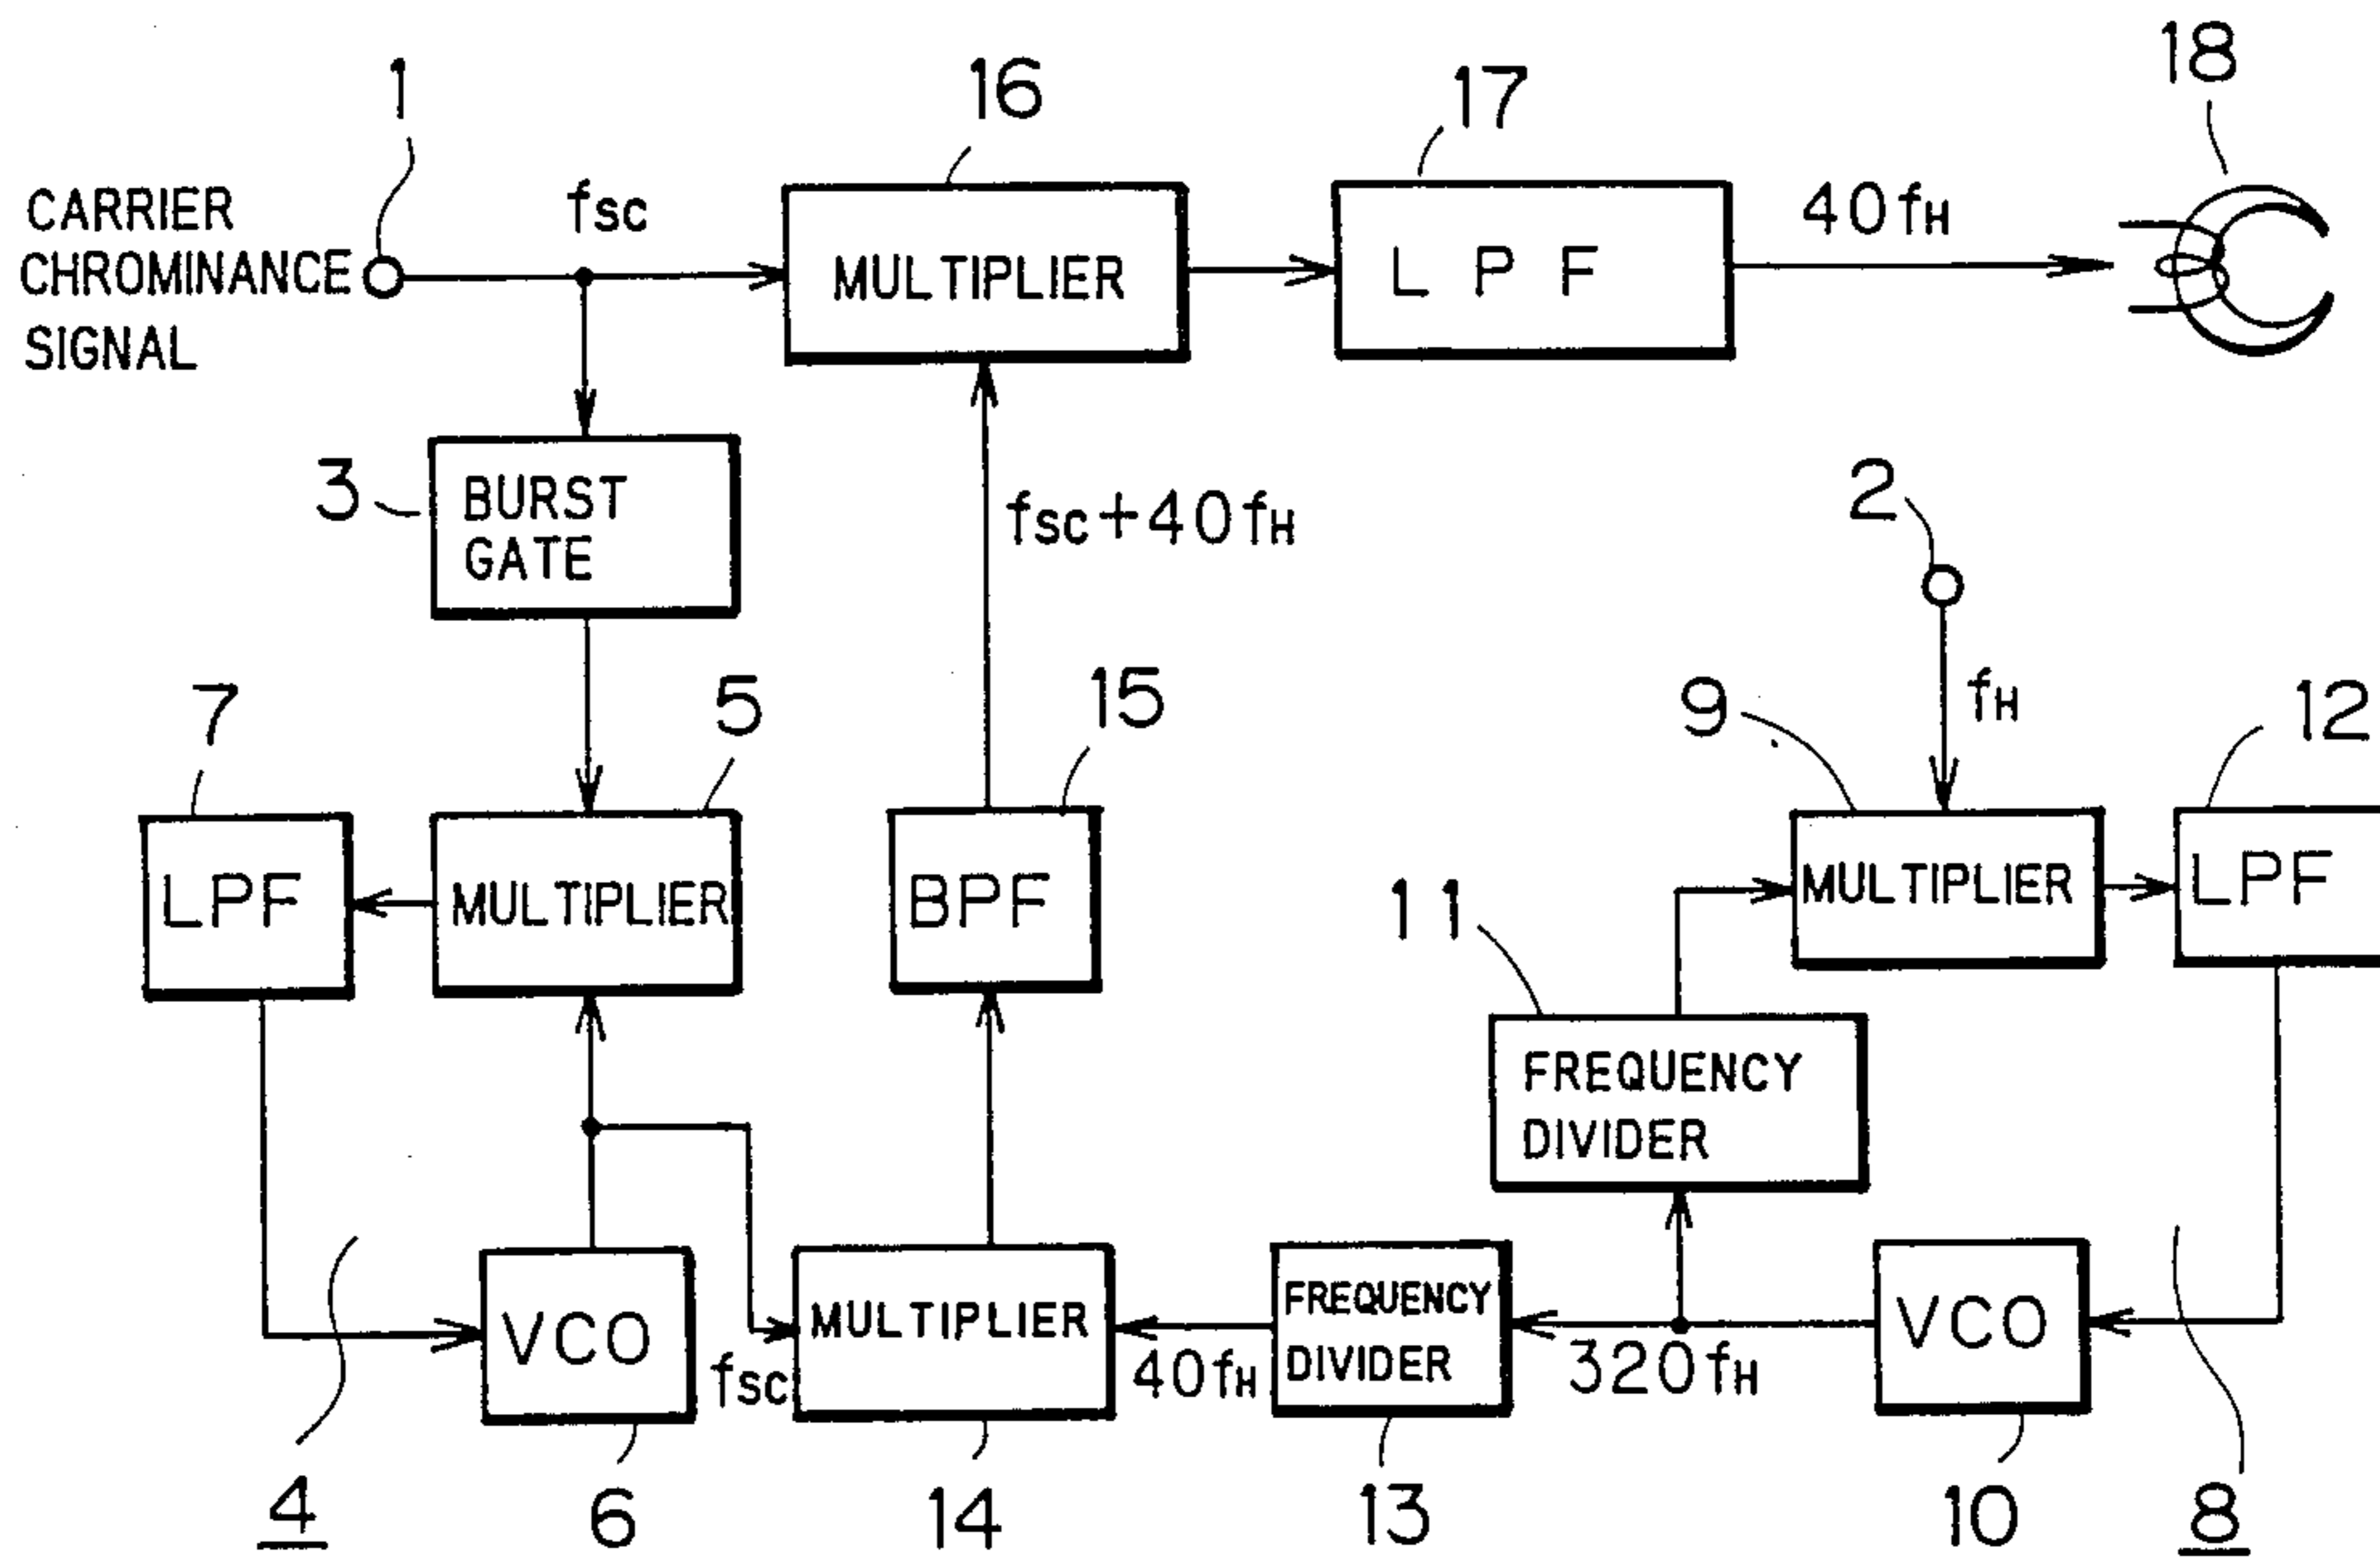 1
16
17
18
CARRIER
CHROMINANCE
SIGNAL
fSC
MULTIPLIER
L P F
40fH
3
BURST
GATE
fSC+40fH
2
fH
7
5
15
9
12
LPF
MULTIPLIER
BPF
11
MULTIPLIER
LPF
FREQUENCY
DIVIDER
VCO
fSC
MULTIPLIER
40fH
FREQUENCY
DIVIDER
320fH
VCO
4
6
14
13
10
8